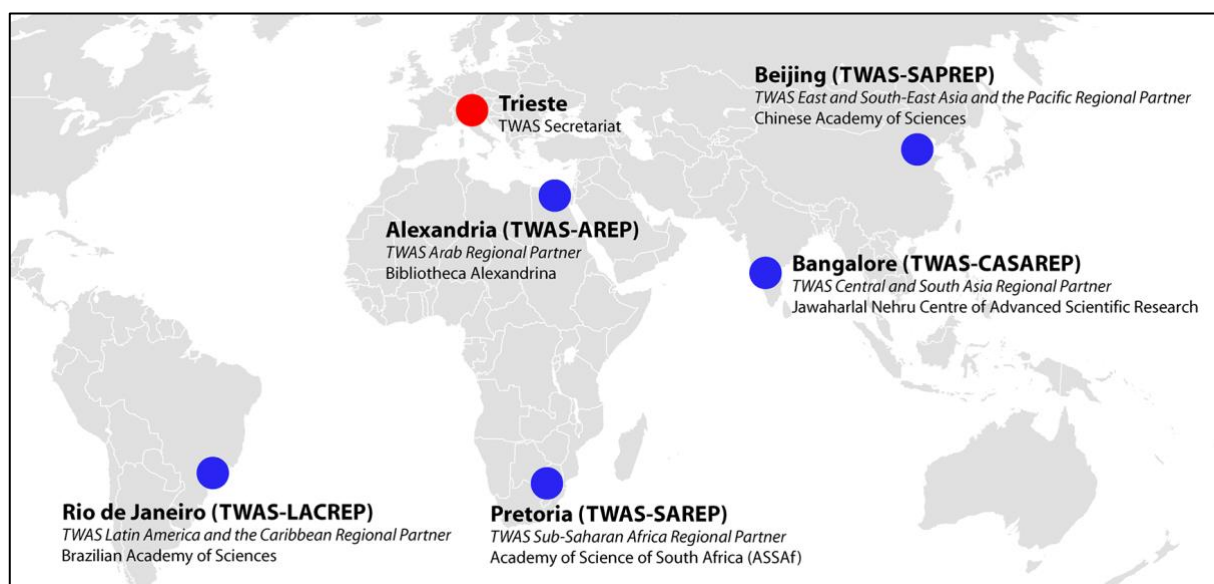 Beijing (TWAS-SAPREP)
TWAS East and South-East Asia and the Pacific Regional Partner
Chinese Academy of Sciences
Trieste
TWAS Secretariat
Alexandria (TWAS-AREP)
TWAS Arab Regional Partner
Bibliotheca Alexandrina
Bangalore (TWAS-CASAREP)
TWAS Central and South Asia Regional Partner
Jawaharlal Nehru Centre of Advanced Scientific Research
Rio de Janeiro (TWAS-LACREP)
TWAS Latin America and the Caribbean Regional Partner
Brazilian Academy of Sciences
Pretoria (TWAS-SAREP)
TWAS Sub-Saharan Africa Regional Partner
Academy of Science of South Africa (ASSAf)